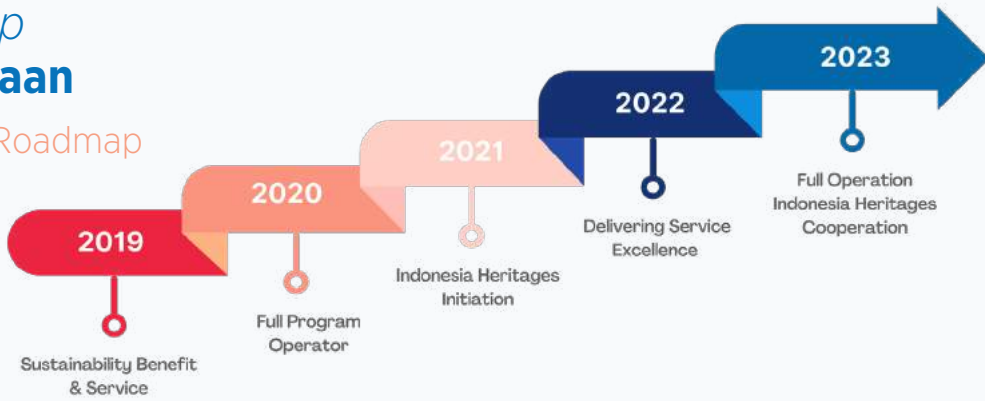 p
aan
Roadmap
2019
Sustainability Benefit
& Service
2020
Full Program
Operator
2021
Indonesia Heritages
Initiation
2022
Delivering Service
Excellence
2023
Full Operation
Indonesia Heritages
Cooperation